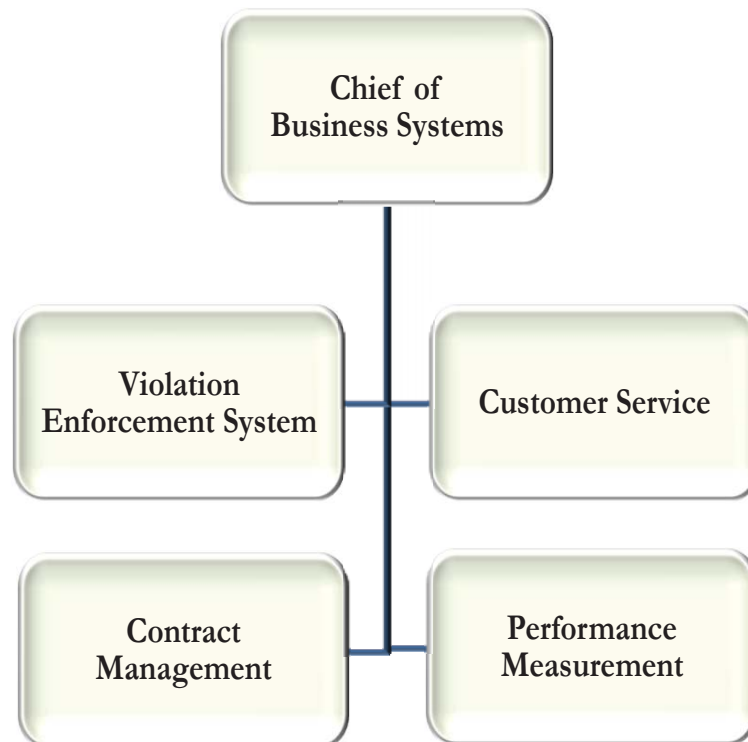 Chief of
Business Systems
Violation
Enforcement System
Customer Service
Contract
Management
Performance
Measurement